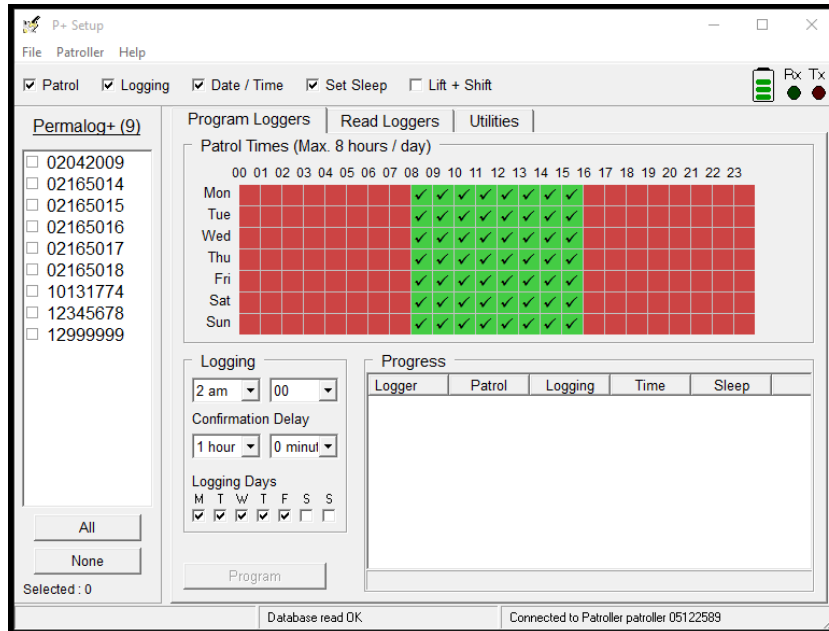 P+ Setup
File Patroller Help
Patrol Logging Date / Time Set Sleep Lift + Shift
Rx Tx
Permalog+ (9)
02042009
02165014
02165015
02165016
02165017
02165018
10131774
12345678
12999999
All
None
Selected : 0
Program Loggers Read Loggers Utilities
Patrol Times (Max. 8 hours / day)
00 01 02 03 04 05 06 07 08 09 10 11 12 13 14 15 16 17 18 19 20 21 22 23
Mon
Tue
Wed
Thu
Fri
Sat
Sun
Logging
2 am 00
Confirmation Delay
1 hour 0 minut
Logging Days
M T W T F S S
Program
Progress
Logger Patrol Logging Time Sleep
Database read OK Connected to Patroller patroller 05122589